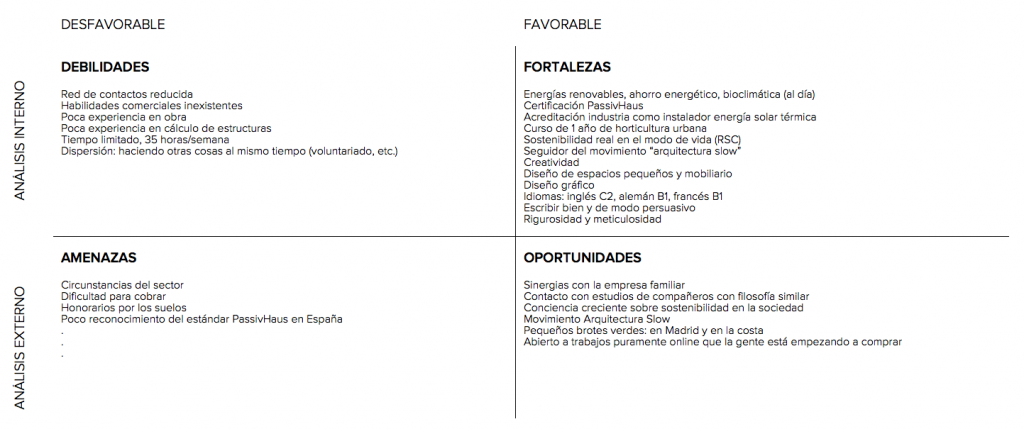 DESFAVORABLE
FAVORABLE
ANÁLISIS INTERNO
DEBILIDADES
Red de contactos reducida
Habilidades comerciales inexistentes
Poca experiencia en obra
Poca experiencia en cálculo de estructuras
Tiempo limitado, 35 horas/semana
Dispersión: haciendo otras cosas al mismo tiempo (voluntariado, etc.)
FORTALEZAS
Energías renovables, ahorro energético, bioclimática (al día)
Certificación PassivHaus
Acreditación industria como instalador energía solar térmica
Curso de 1 año de horticultura urbana
Sostenibilidad real en el modo de vida (RSC)
Seguidor del movimiento "arquitectura slow"
Creatividad
Diseño de espacios pequeños y mobiliario
Diseño gráfico
Idiomas: inglés C2, alemán B1, francés B1
Escribir bien y de modo persuasivo
Rigurosidad y meticulosidad
ANÁLISIS EXTERNO
AMENAZAS
Circunstancias del sector
Dificultad para cobrar
Honorarios por los suelos
Poco reconocimiento del estándar PassivHaus en España
.
.
.
OPORTUNIDADES
Sinergias con la empresa familiar
Contacto con estudios de compañeros con filosofía similar
Conciencia creciente sobre sostenibilidad en la sociedad
Movimiento Arquitectura Slow
Pequeños brotes verdes: en Madrid y en la costa
Abierto a trabajos puramente online que la gente está empezando a comprar